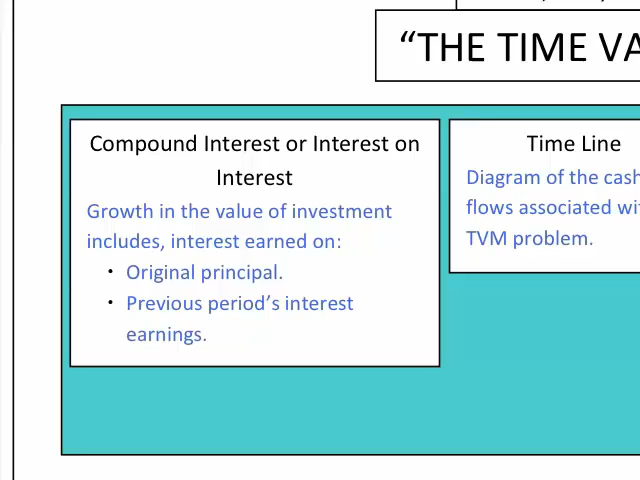 “THE TIME VA
Compound Interest or Interest on
Interest
Growth in the value of investment
includes, interest earned on:
• Original principal.
• Previous period’s interest
earnings.
Time Line
Diagram of the cash
flows associated wi
TVM problem.